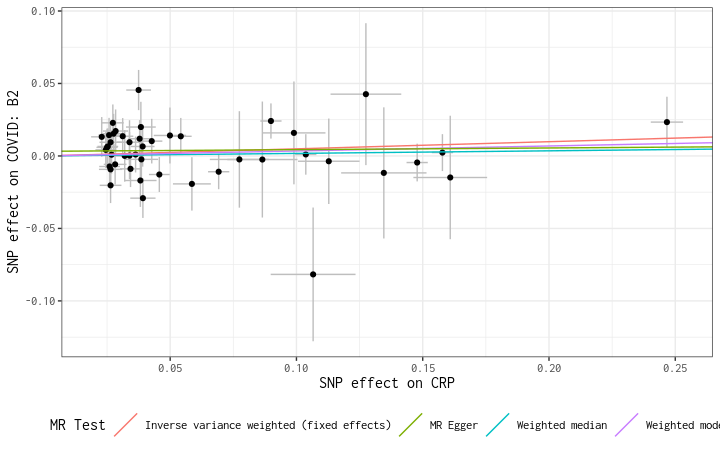 0.10
0.05
0.00
-0.05
-0.10
SNP effect on COVID: B2
0.05 0.10 0.15 0.20 0.25
SNP effect on CRP
MR Test Inverse variance weighted (fixed effects) MR Egger Weighted median Weighted mode